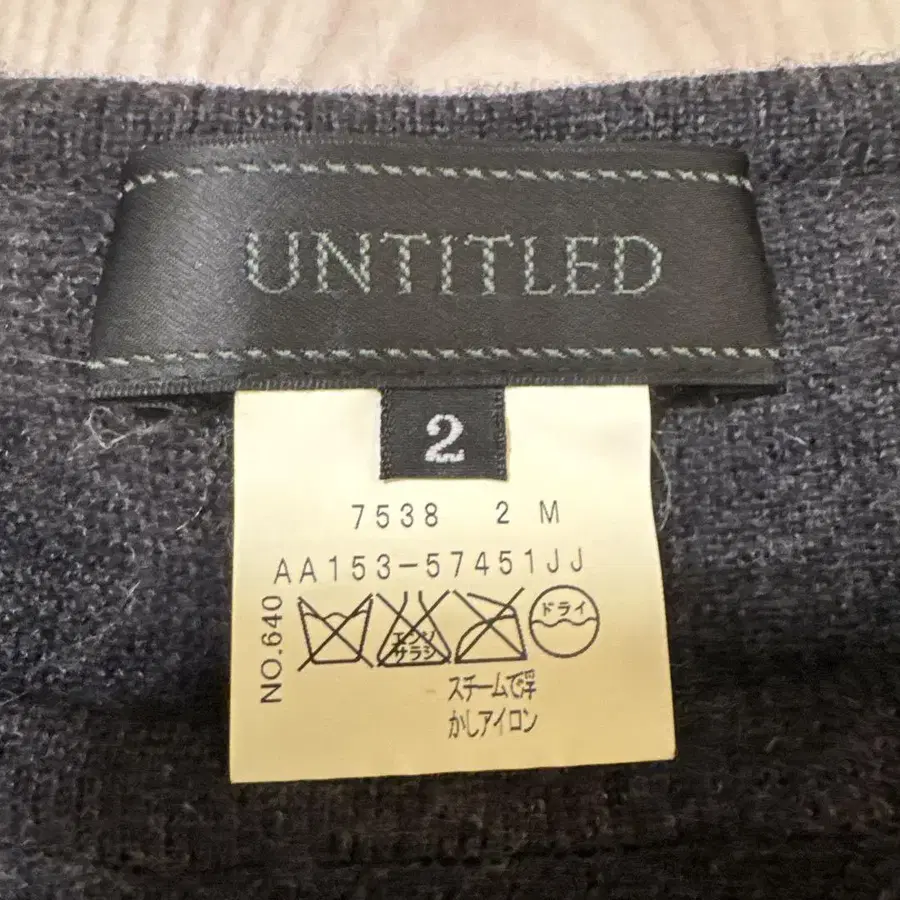 UNTITLED
2
7538 2 M
AA153-57451JJ
NO.640
エンソ
サラシ
ドライ
スチームで浮
かしアイロン